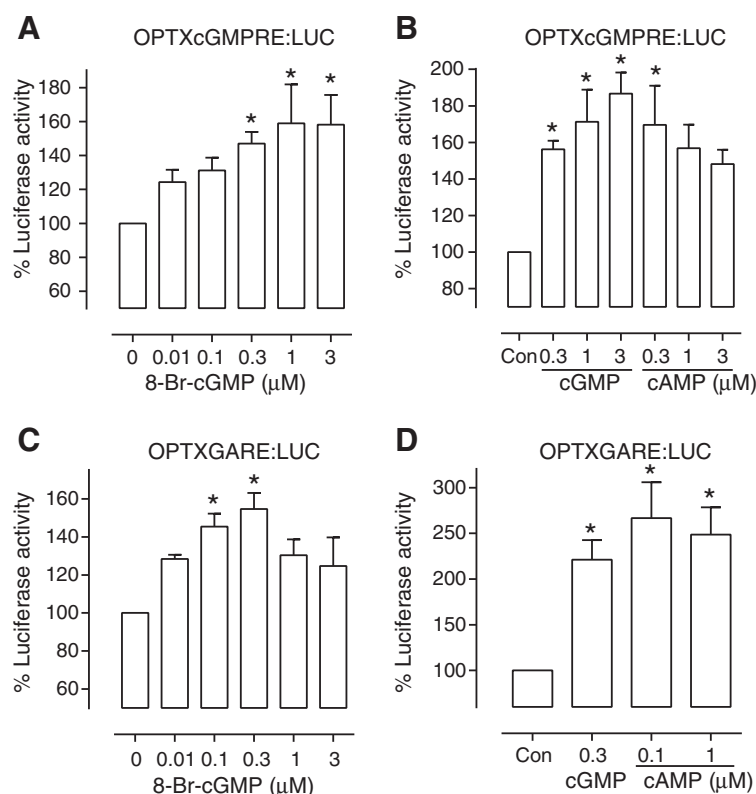 A
OPTXcGMPRE:LUC
% Luciferase activity
180
160
140
120
100
80
60
* * *
0 0.01 0.1 0.3 1 3
8-Br-cGMP (μM)
B
OPTXcGMPRE:LUC
% Luciferase activity
200
180
160
140
120
100
80
* * * *
Con 0.3 1 3 0.3 1 3
cGMP cAMP (μM)
C
OPTXGARE:LUC
% Luciferase activity
160
140
120
100
80
60
* *
0 0.01 0.1 0.3 1 3
8-Br-cGMP (μM)
D
OPTXGARE:LUC
% Luciferase activity
300
250
200
150
100
* * *
Con 0.3 0.1 1
cGMP cAMP (μM)